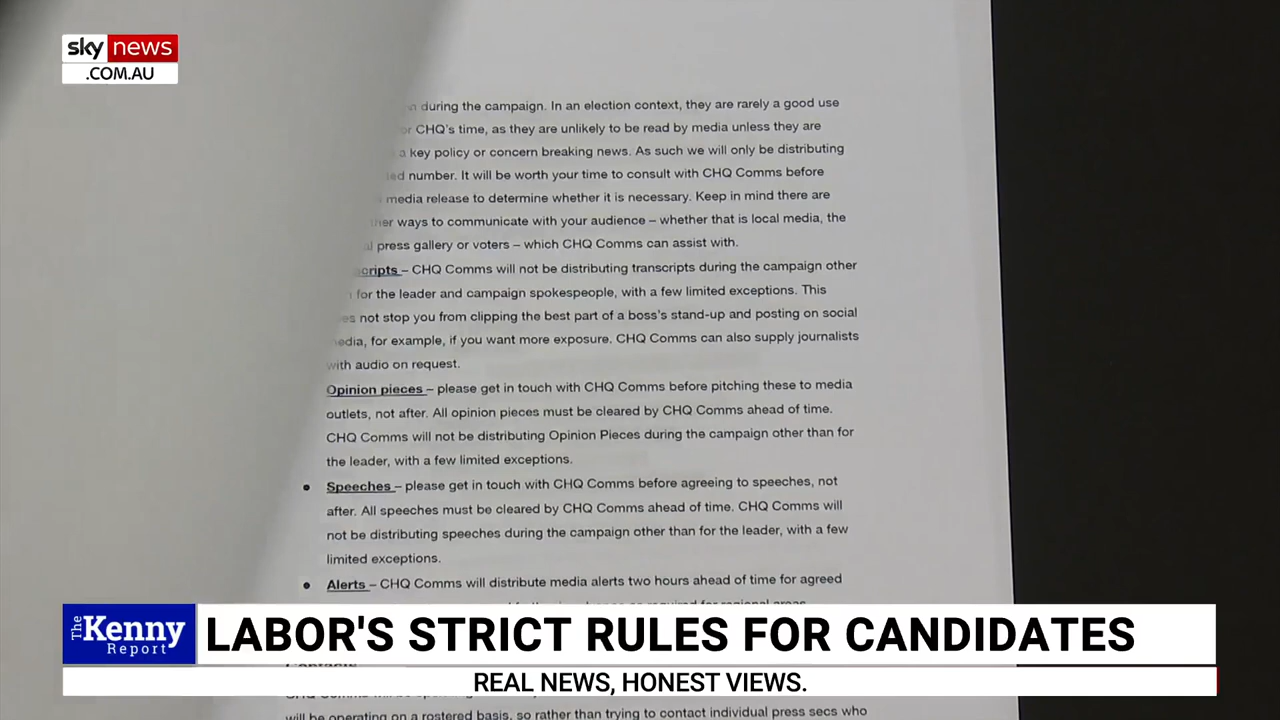 sky news
.COM.AU
during the campaign. In an election context, they are rarely a good use
or CHQ's time, as they are unlikely to be read by media unless they are
a key policy or concern breaking news. As such we will only be distributing
number. It will be worth your time to consult with CHQ Comms before
media release to determine whether it is necessary. Keep in mind there are
ways to communicate with your audience – whether that is local media, the
press gallery or voters – which CHQ Comms can assist with.
– CHQ Comms will not be distributing transcripts during the campaign other
for the leader and campaign spokespeople, with a few limited exceptions. This
not stop you from clipping the best part of a boss's stand-up and posting on social
media, for example, if you want more exposure. CHQ Comms can also supply journalists
with audio on request.
Opinion pieces – please get in touch with CHQ Comms before pitching these to media
outlets, not after. All opinion pieces must be cleared by CHQ Comms ahead of time.
CHQ Comms will not be distributing Opinion Pieces during the campaign other than for
the leader, with a few limited exceptions.
• Speeches – please get in touch with CHQ Comms before agreeing to speeches, not
after. All speeches must be cleared by CHQ Comms ahead of time. CHQ Comms will
not be distributing speeches during the campaign other than for the leader, with a few
limited exceptions.
• Alerts – CHQ Comms will distribute media alerts two hours ahead of time for agreed
The Kenny Report
LABOR'S STRICT RULES FOR CANDIDATES
REAL NEWS, HONEST VIEWS.
will be operating on a rostered basis, so rather than trying to contact individual press secs who